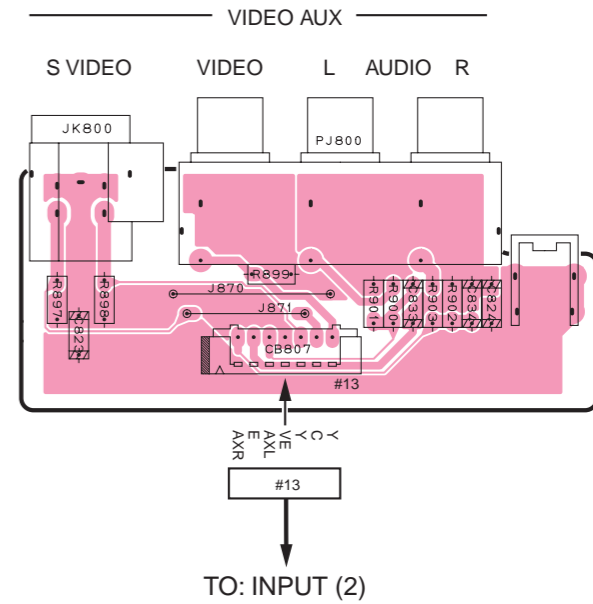 VIDEO AUX
S VIDEO VIDEO L AUDIO R
JK800
PJ800
R899
J870
J871
R897
C823
R898
R901
R900
C833
R903
R902
C834
C824
CB807
#13
Y
C
Y
VE
AXL
E
AXR
#13
TO: INPUT (2)